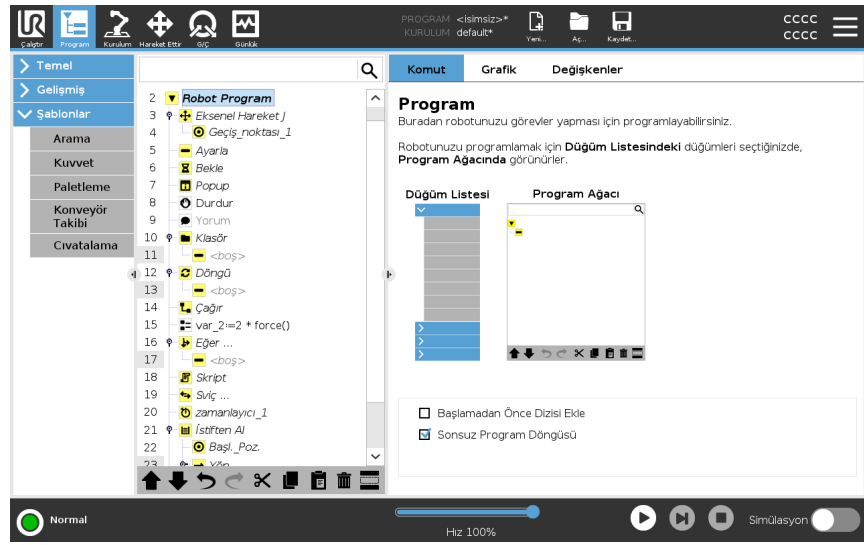 PROGRAM <isimsiz>*
KURULUM default*
Çalıştır
Program
Kurulum
Hareket Ettir
G/Ç
Günlük
Yeni...
Aç...
Kaydet...
CCCC
CCCC
Temel
Gelişmiş
Şablonlar
Arama
Kuvvet
Paletleme
Konveyör
Takibi
Cıvatalama
2 Robot Program
3 Eksenel Hareket J
4 Geçiş_noktası_1
5 Ayarla
6 Bekle
7 Popup
8 Durdur
9 Yorum
10 Klasör
11 <boş>
12 Döngü
13 <boş>
14 Çağır
15 var_2:=2 * force()
16 Eğer ...
17 <boş>
18 Skript
19 Sviç ...
20 zamanlayıcı_1
21 İstiften Al
22 Başl._Poz.
23 Yön
Komut
Grafik
Değişkenler
Program
Buradan robotunuzu görevler yapması için programlayabilirsiniz.
Robotunuzu programlamak için Düğüm Listesindeki düğümleri seçtiğinizde,
Program Ağacında görünürler.
Düğüm Listesi
Program Ağacı
Başlamadan Önce Dizisi Ekle
Sonsuz Program Döngüsü
Normal
Hız 100%
Simülasyon